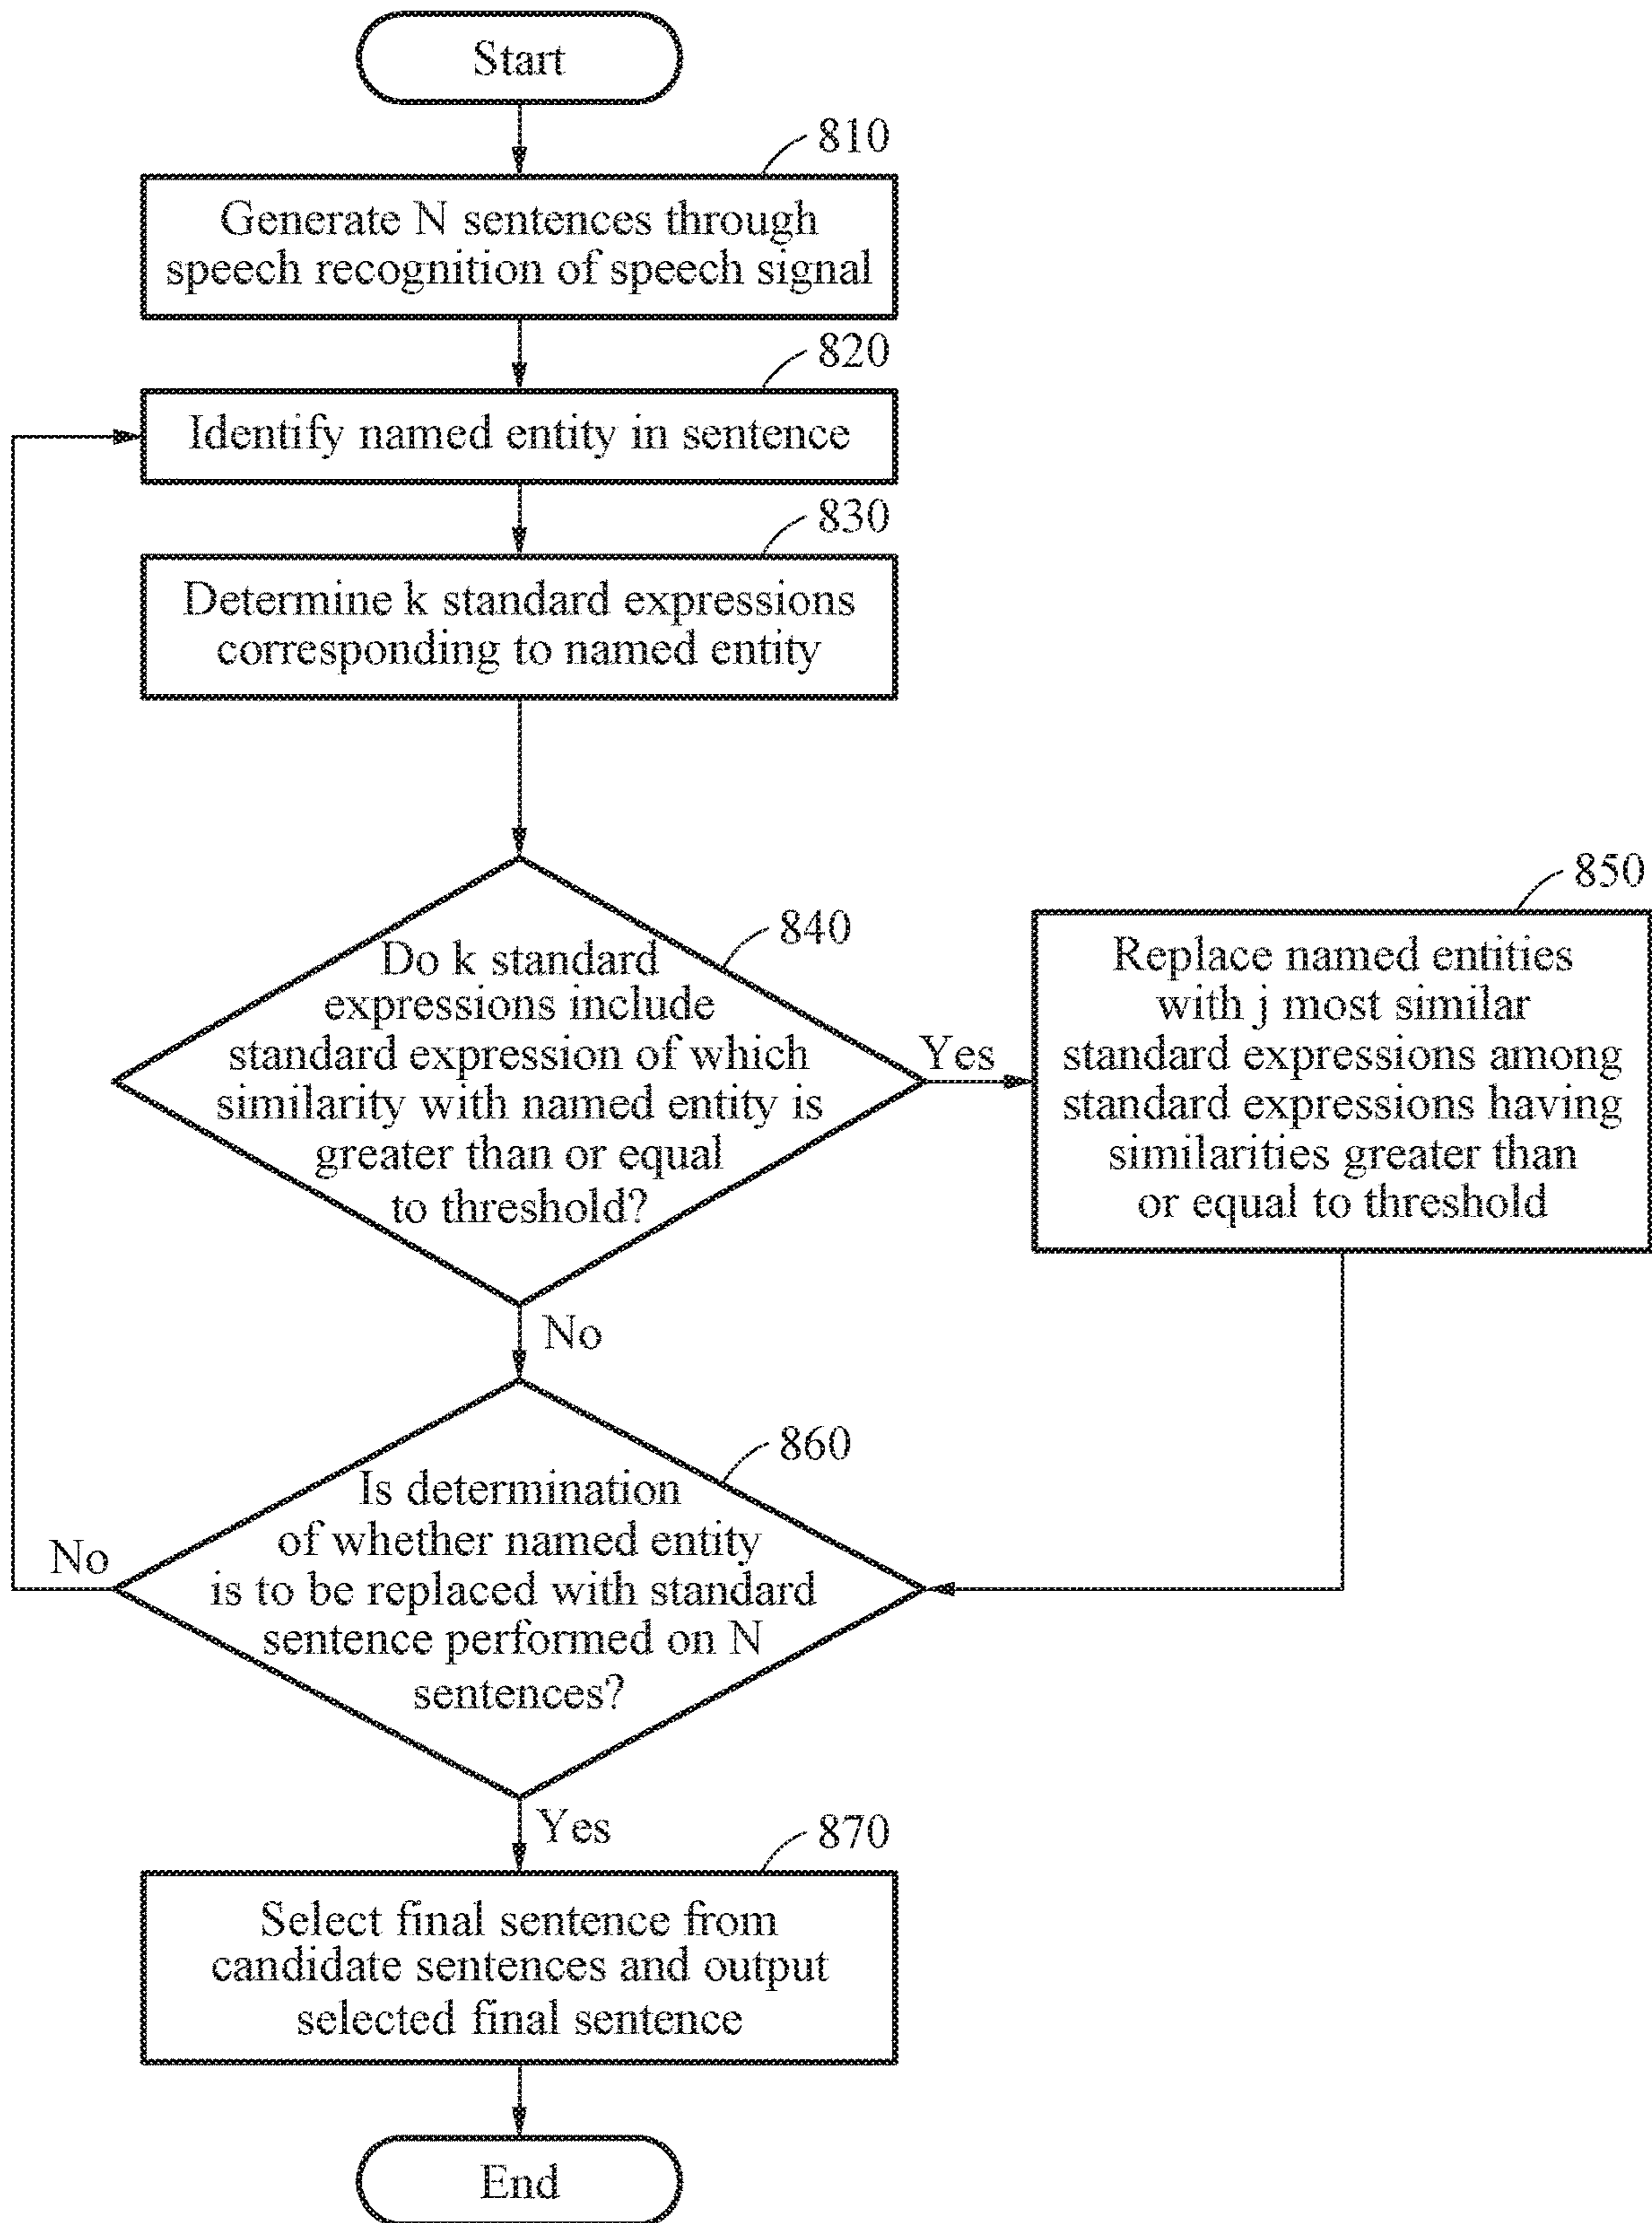 Start
810
Generate N sentences through
speech recognition of speech signal
820
Identify named entity in sentence
830
Determine k standard expressions
corresponding to named entity
840
Do k standard
expressions include
standard expression of which
similarity with named entity is
greater than or equal
to threshold?
Yes
850
Replace named entities
with j most similar
standard expressions among
standard expressions having
similarities greater than
or equal to threshold
No
860
Is determination
of whether named entity
is to be replaced with standard
sentence performed on N
sentences?
No
Yes
870
Select final sentence from
candidate sentences and output
selected final sentence
End